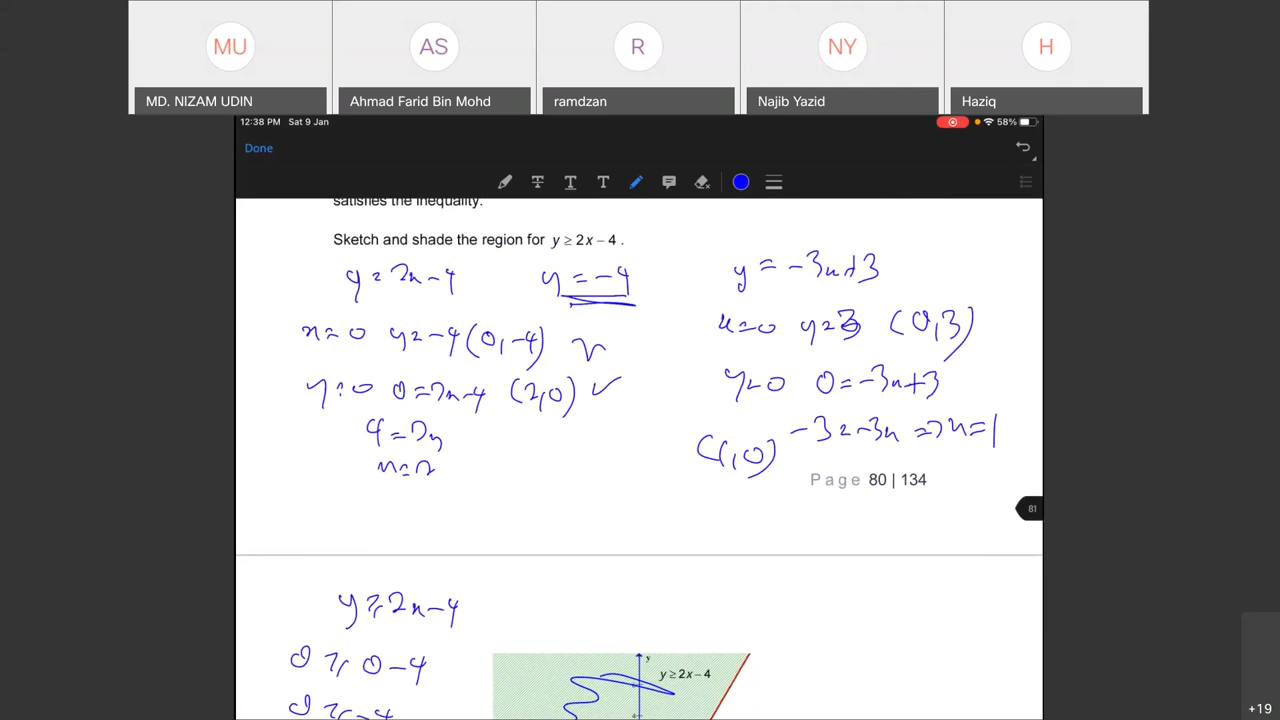 MU AS R NY H
MD. NIZAM UDIN Ahmad Farid Bin Mohd ramdzan Najib Yazid Haziq
12:38 PM Sat 9 Jan 58%
Done
satisfies the inequality.
Sketch and shade the region for y ≥ 2x − 4 .
y = 2x − 4 y = −4 y = −3x + 3
x = 0 y = −4 (0, −4) x = 0 y = 3 (0, 3)
y = 0 0 = 2x − 4 (2, 0) ✓ y = 0 0 = −3x + 3
4 = 2x −3 = −3x => x = 1
x = 2 (1, 0)
Page 80 | 134
81
y ≥ 2x − 4
0 ≥ 0 − 4
y
y ≥ 2x − 4
0 ≥ −4
4
+19